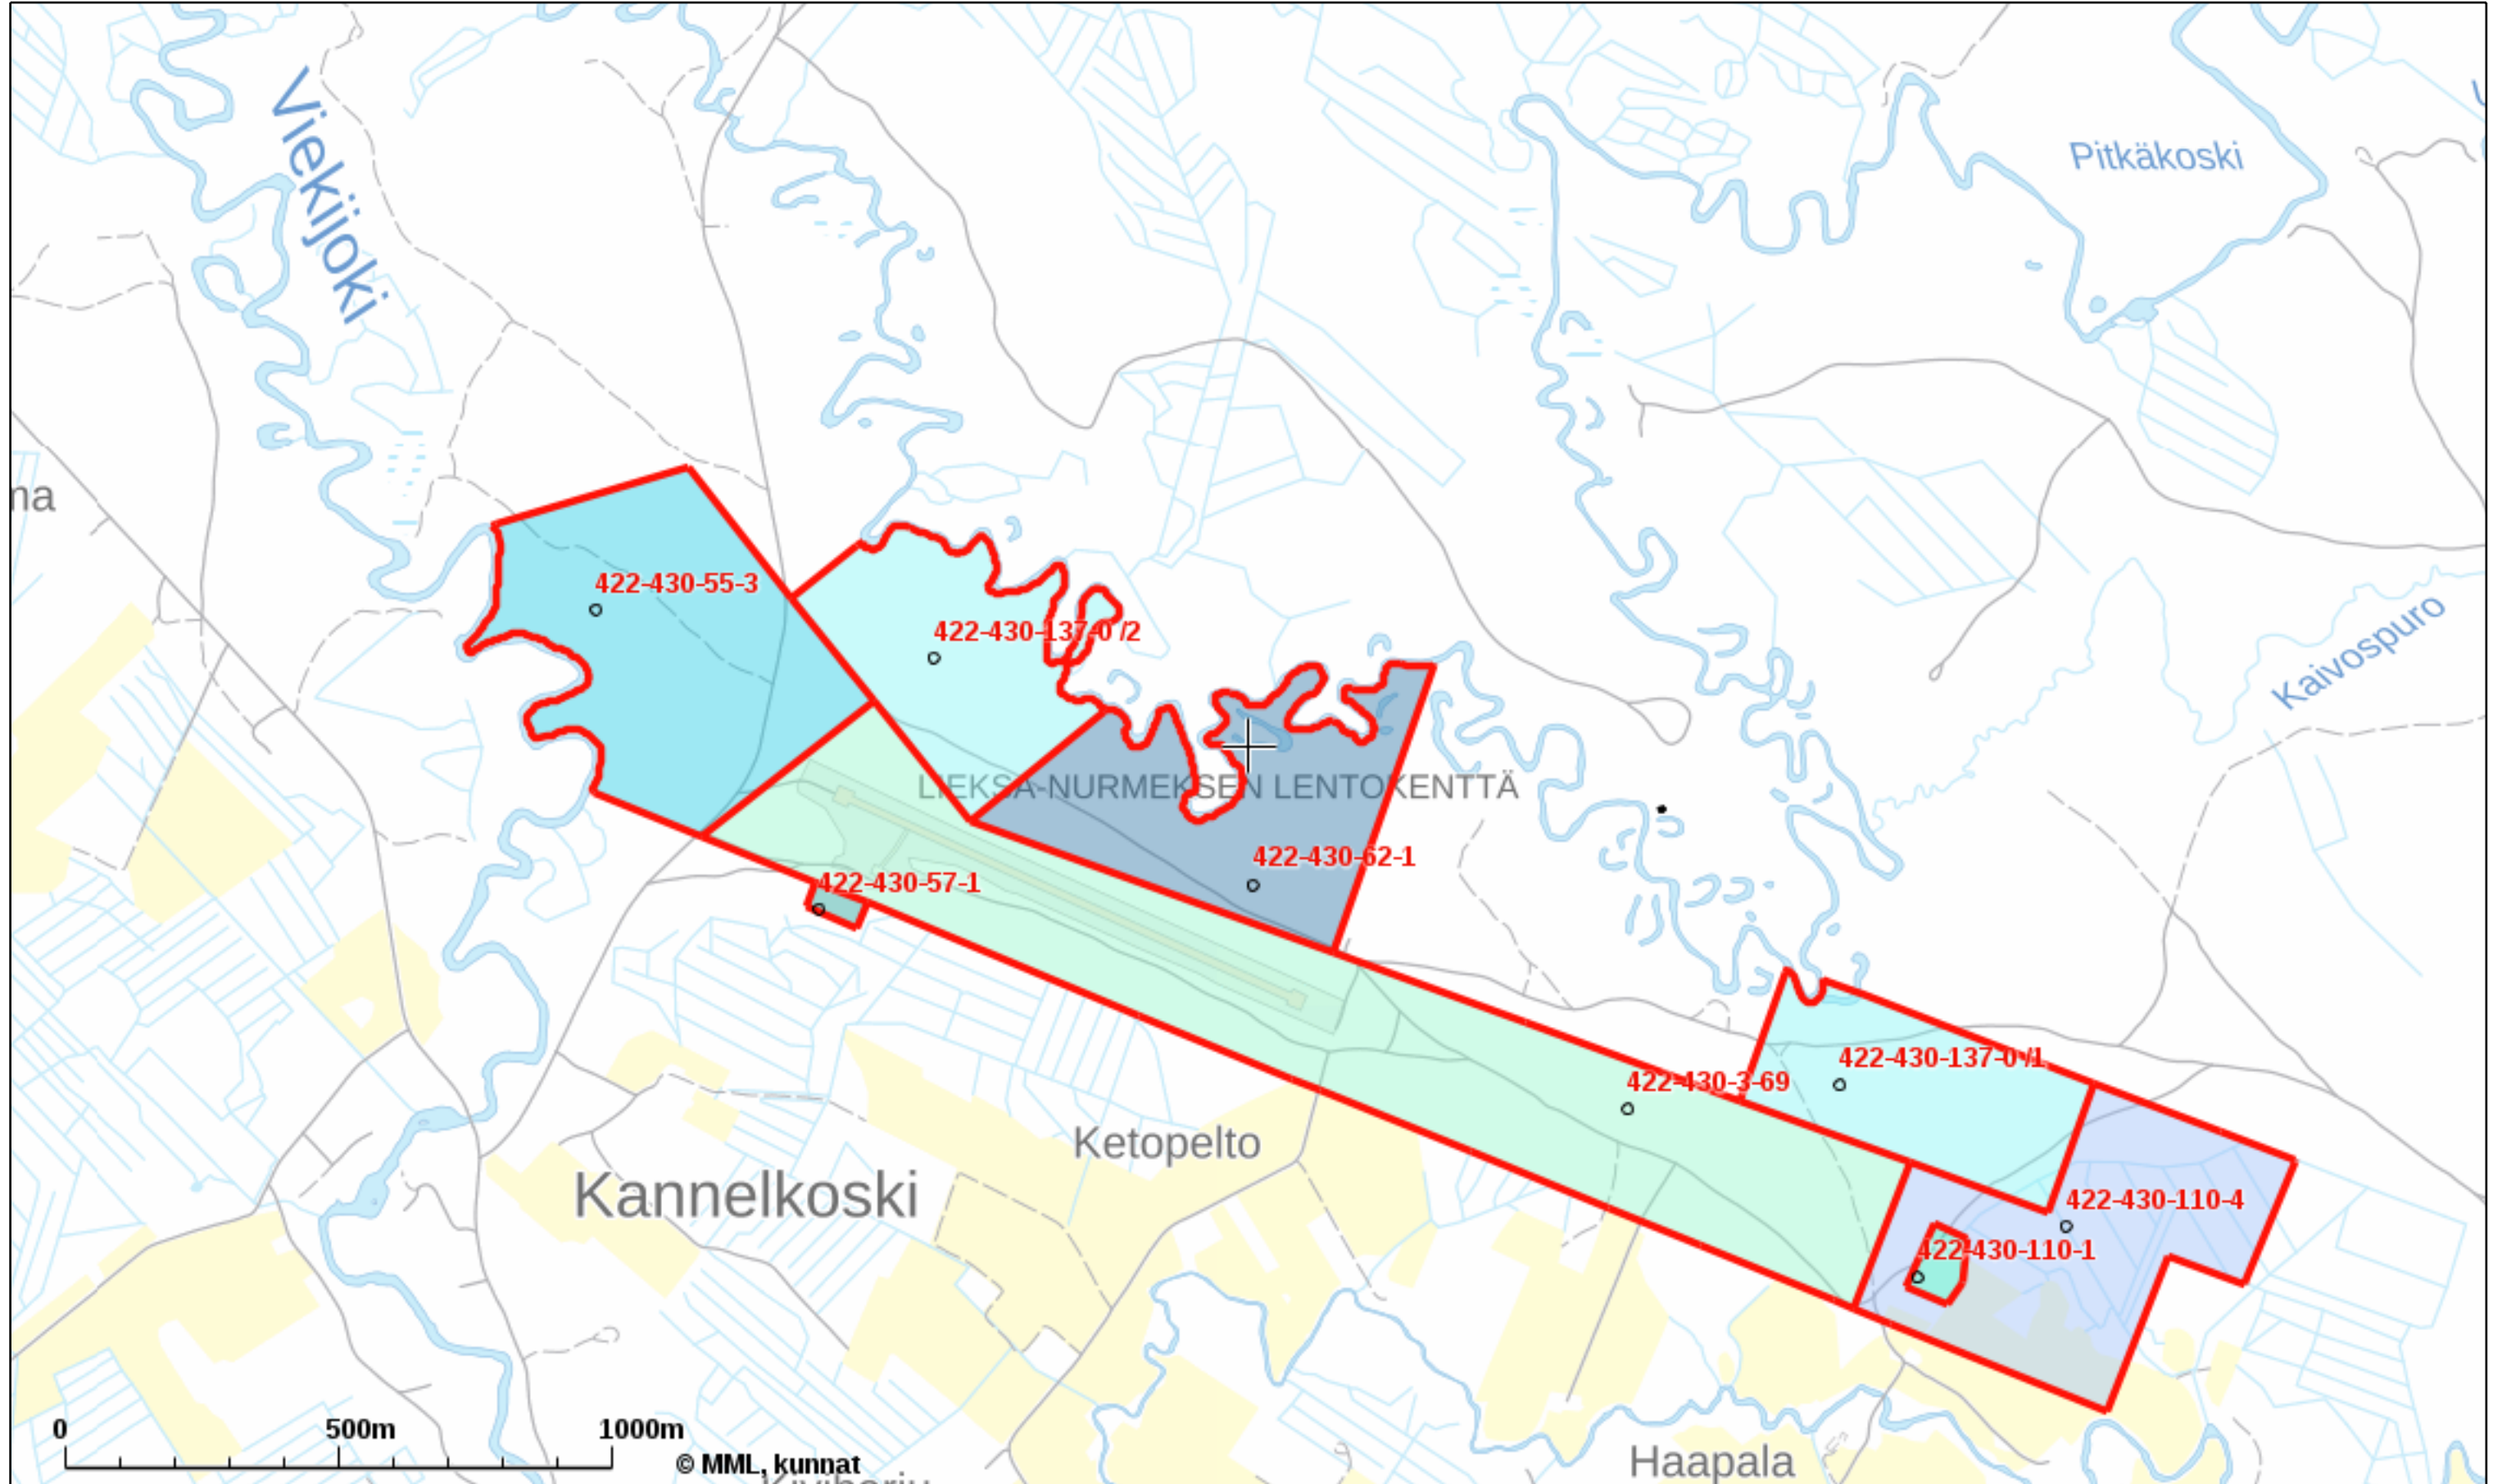 Viekijoki
Pitkäkoski
na
422-430-55-3
422-430-137-0 /2
Kaivospuro
LIEKSA-NURMEKSEN LENTOKENTTÄ
422-430-62-1
422-430-57-1
422-430-137-0 /1
422-430-3-69
Ketopelto
Kannelkoski
422-430-110-4
422-430-110-1
0 500m 1000m
© MML, kunnat
Haapala